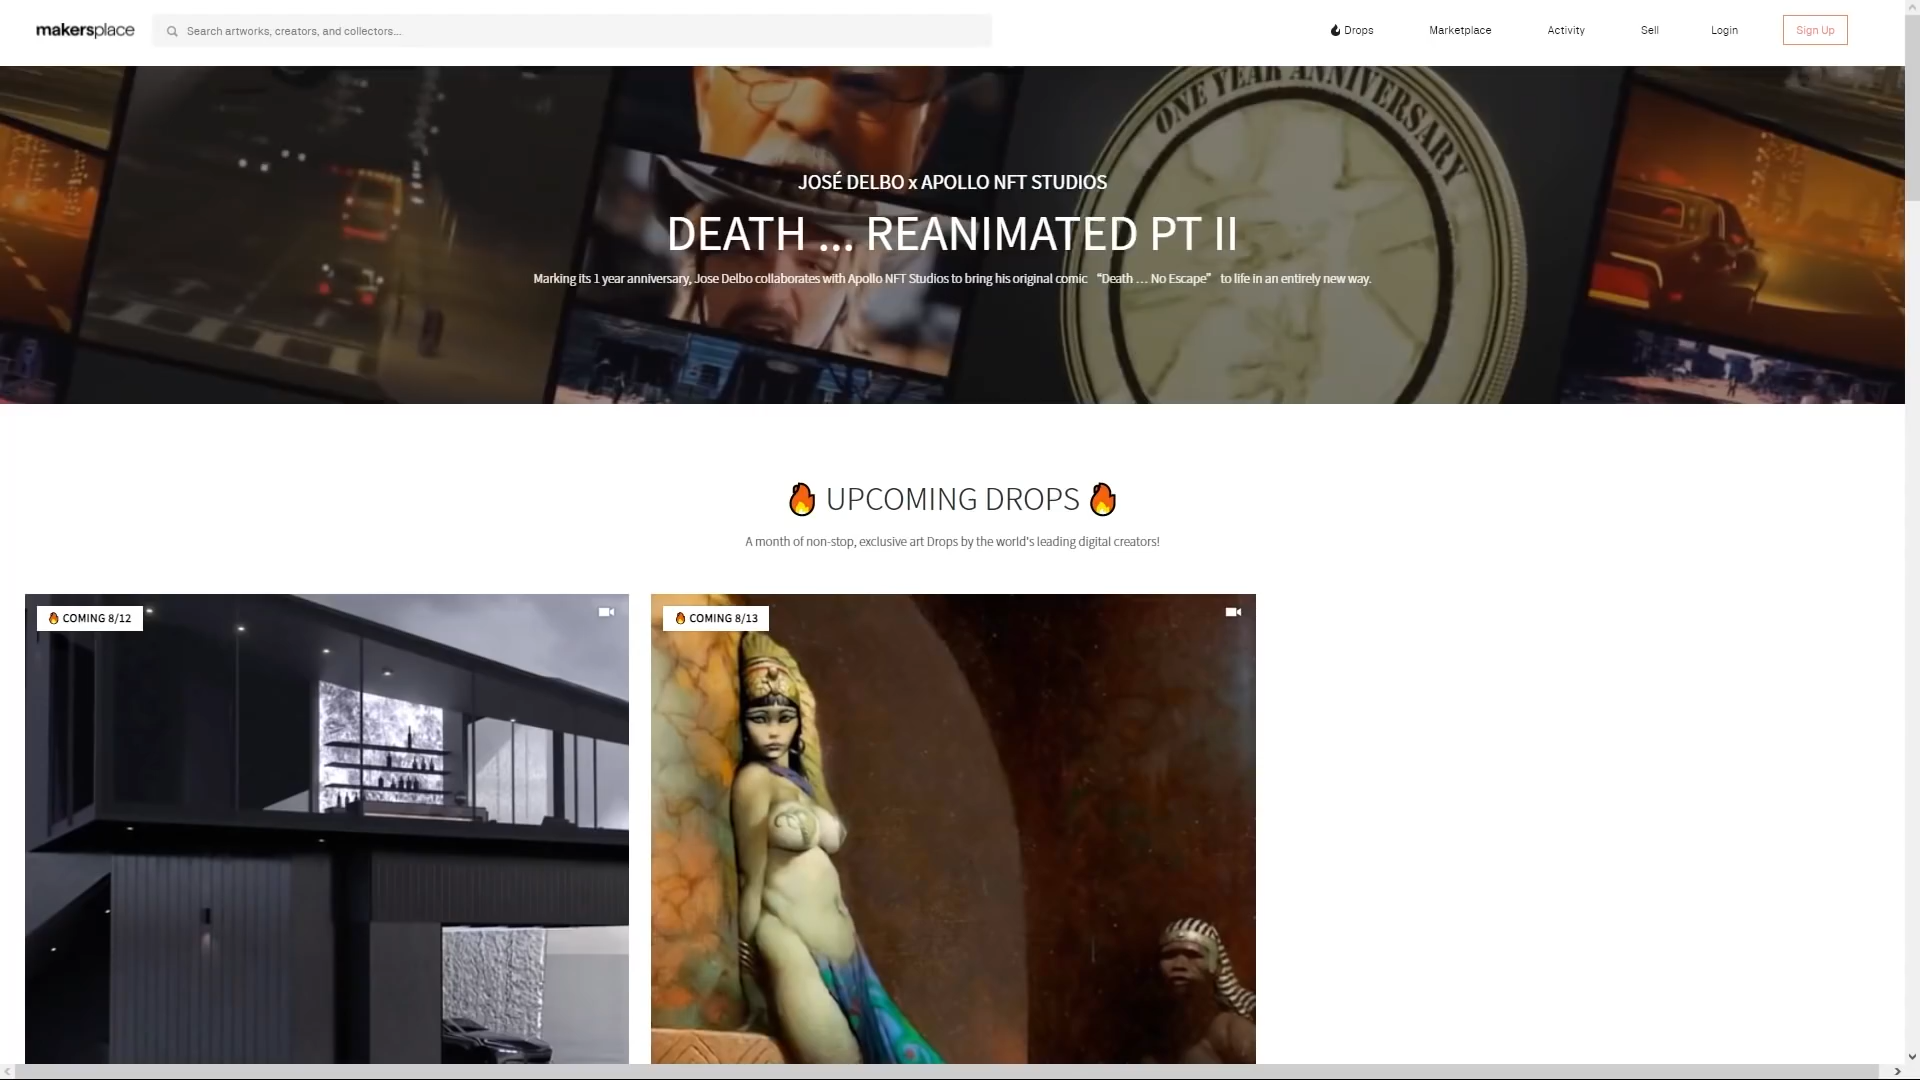 makersplace
Search artworks, creators, and collectors...
Drops
Marketplace
Activity
Sell
Login
Sign Up
ONE YEAR ANNIVERSARY
JOSÉ DELBO x APOLLO NFT STUDIOS
DEATH ... REANIMATED PT II
Marking its 1 year anniversary, Jose Delbo collaborates with Apollo NFT Studios to bring his original comic “Death ... No Escape” to life in an entirely new way.
UPCOMING DROPS
A month of non-stop, exclusive art Drops by the world's leading digital creators!
COMING 8/12
COMING 8/13